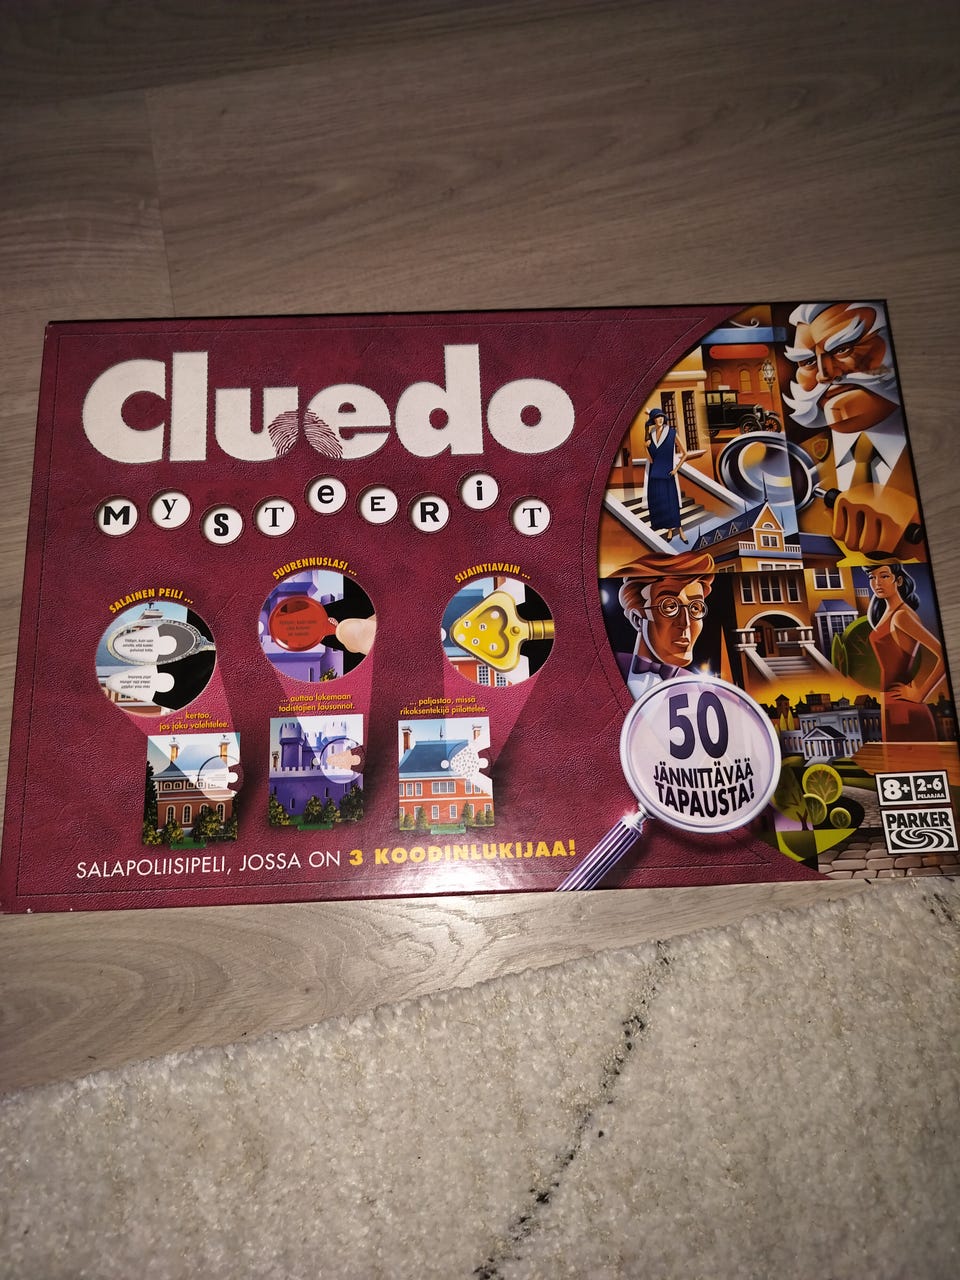 Cluedo
MYSTeeRiT
SALAINEN PEILI ...
SUURENNUSLASI ...
SIJAINTIAVAIN ...
... kertoo,
jos joku valehtelee.
... auttaa lukemaan
todistajien lausunnot.
... paljastaa, missä
rikoksentekijä piilottelee.
T R
I
50
JÄNNITTÄVÄÄ
TAPAUSTA!
8+
2-6
PELAAJAA
PARKER
SALAPOLIISIPELI, JOSSA ON 3 KOODINLUKIJAA!